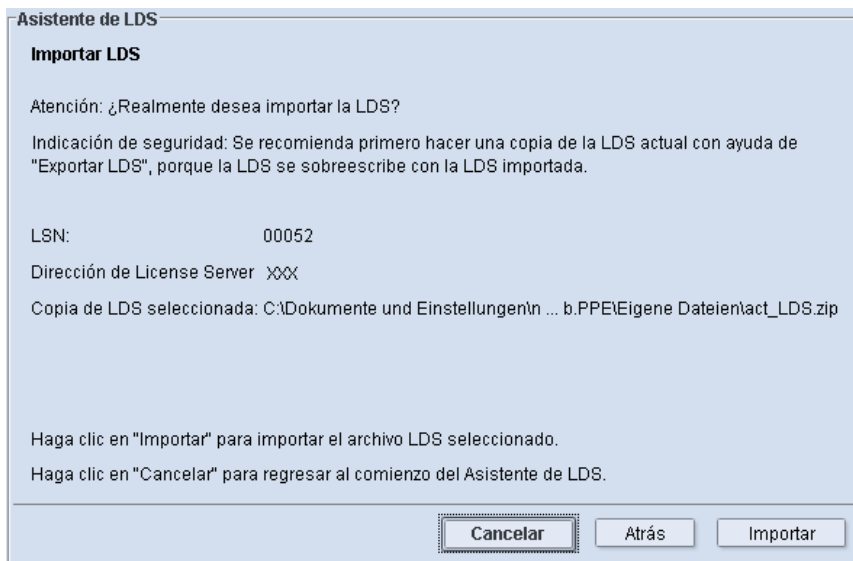 Asistente de LDS
Importar LDS
Atención: ¿Realmente desea importar la LDS?
Indicación de seguridad: Se recomienda primero hacer una copia de la LDS actual con ayuda de
"Exportar LDS", porque la LDS se sobreescribe con la LDS importada.
LSN: 00052
Dirección de License Server XXX
Copia de LDS seleccionada: C:\Dokumente und Einstellungen\n ... b.PPE\Eigene Dateien\act_LDS.zip
Haga clic en "Importar" para importar el archivo LDS seleccionado.
Haga clic en "Cancelar" para regresar al comienzo del Asistente de LDS.
Cancelar Atrás Importar